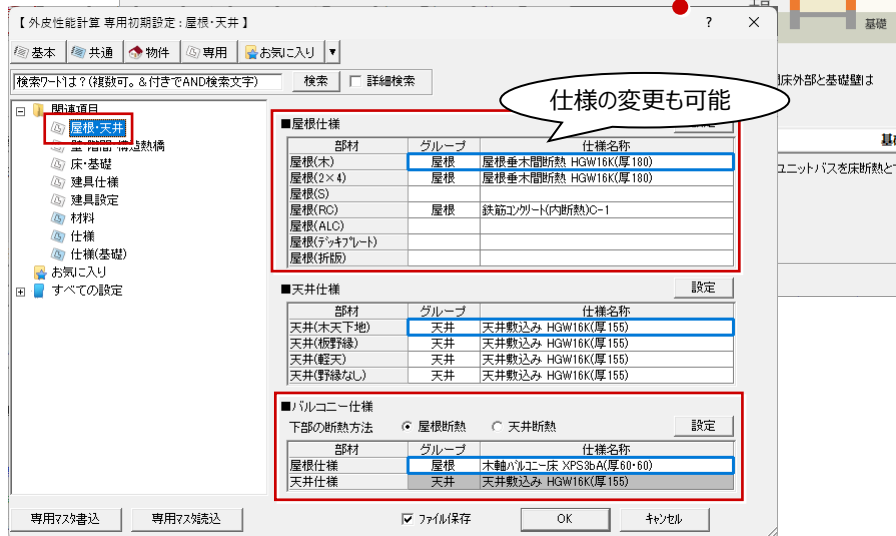 【 外皮性能計算 専用初期設定 : 屋根・天井 】 ? ×
基本 共通 物件 専用 お気に入り ▼
検索ワードは?(複数可。&付きでAND検索文字) 検索 詳細検索
関連項目
屋根・天井
壁・階間・構造熱橋
床・基礎
建具仕様
建具設定
材料
仕様
仕様(基礎)
お気に入り
すべての設定
仕様の変更も可能
■屋根仕様
部材 グループ 仕様名称
屋根(木) 屋根 屋根垂木間断熱 HGW16K(厚180)
屋根(2×4) 屋根 屋根垂木間断熱 HGW16K(厚180)
屋根(S)
屋根(RC) 屋根 鉄筋コンクリート(内断熱)C-1
屋根(ALC)
屋根(デッキプレート)
屋根(折版)
■天井仕様 設定
部材 グループ 仕様名称
天井(木天下地) 天井 天井敷込み HGW16K(厚155)
天井(板野縁) 天井 天井敷込み HGW16K(厚155)
天井(軽天) 天井 天井敷込み HGW16K(厚155)
天井(野縁なし) 天井 天井敷込み HGW16K(厚155)
■バルコニー仕様
下部の断熱方法 屋根断熱 天井断熱 設定
部材 グループ 仕様名称
屋根仕様 屋根 木軸バルコニー床 XPS3bA(厚60・60)
天井仕様 天井 天井敷込み HGW16K(厚155)
専用マスタ書込 専用マスタ読込 ファイル保存 OK キャンセル
基礎
床外部と基礎壁は
ユニットバスを床断熱と